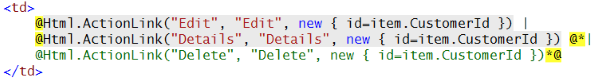 <td>
@Html.ActionLink("Edit", "Edit", new { id=item.CustomerId }) |
@Html.ActionLink("Details", "Details", new { id=item.CustomerId }) @*|
@Html.ActionLink("Delete", "Delete", new { id=item.CustomerId })*@
</td>